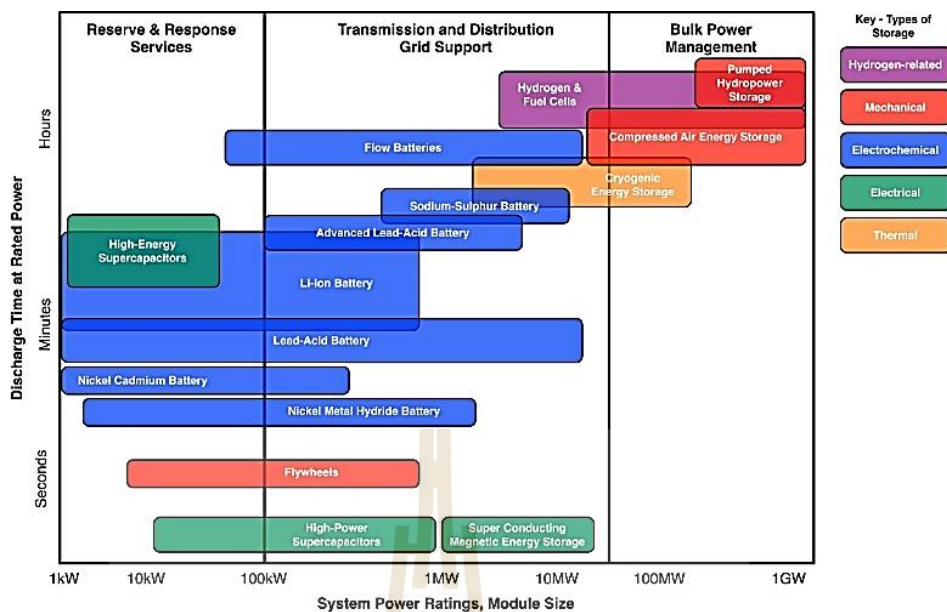 Reserve & Response
Services
Transmission and Distribution
Grid Support
Bulk Power
Management
Key - Types of
Storage
Hydrogen-related
Mechanical
Electrochemical
Electrical
Thermal
Discharge Time at Rated Power
Hours
Minutes
Seconds
Pumped
Hydropower
Storage
Hydrogen &
Fuel Cells
Compressed Air Energy Storage
Flow Batteries
Cryogenic
Energy Storage
Sodium-Sulphur Battery
Advanced Lead-Acid Battery
High-Energy
Supercapacitors
Li-Ion Battery
Lead-Acid Battery
Nickel Cadmium Battery
Nickel Metal Hydride Battery
Flywheels
High-Power
Supercapacitors
Super Conducting
Magnetic Energy Storage
1kW
10kW
100kW
1MW
10MW
100MW
1GW
System Power Ratings, Module Size